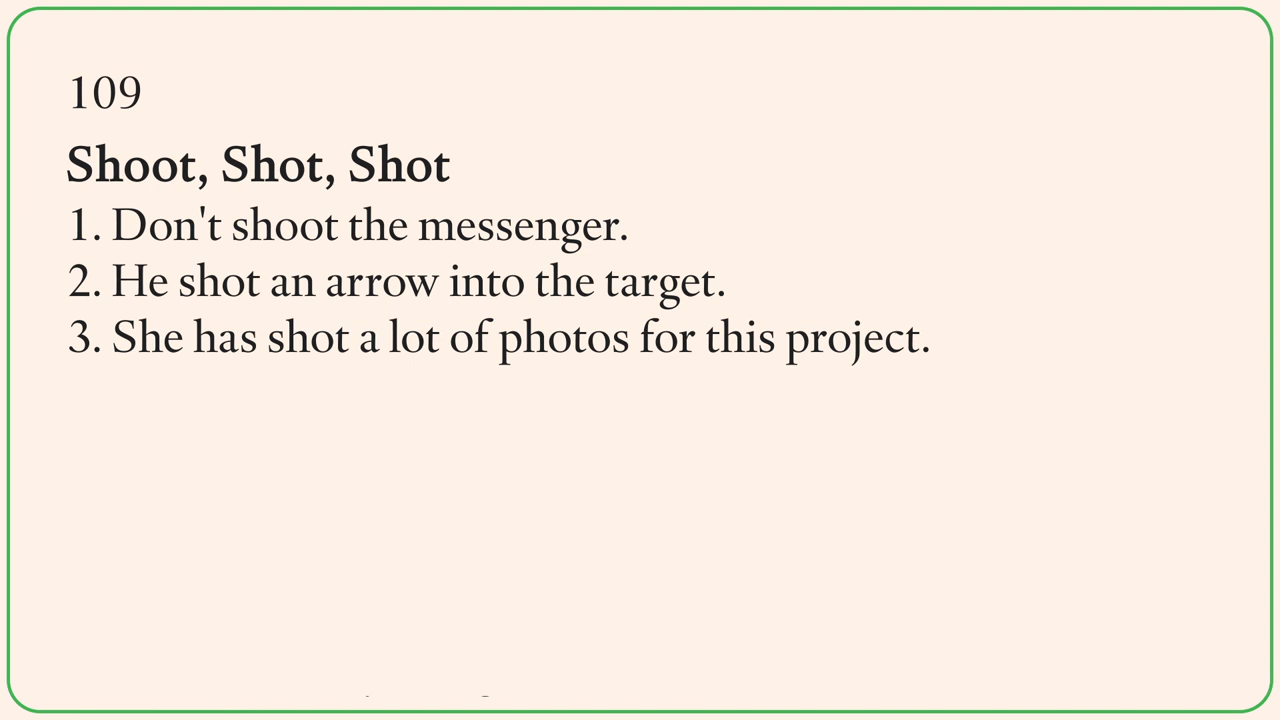 109
Shoot, Shot, Shot
1. Don't shoot the messenger.
2. He shot an arrow into the target.
3. She has shot a lot of photos for this project.